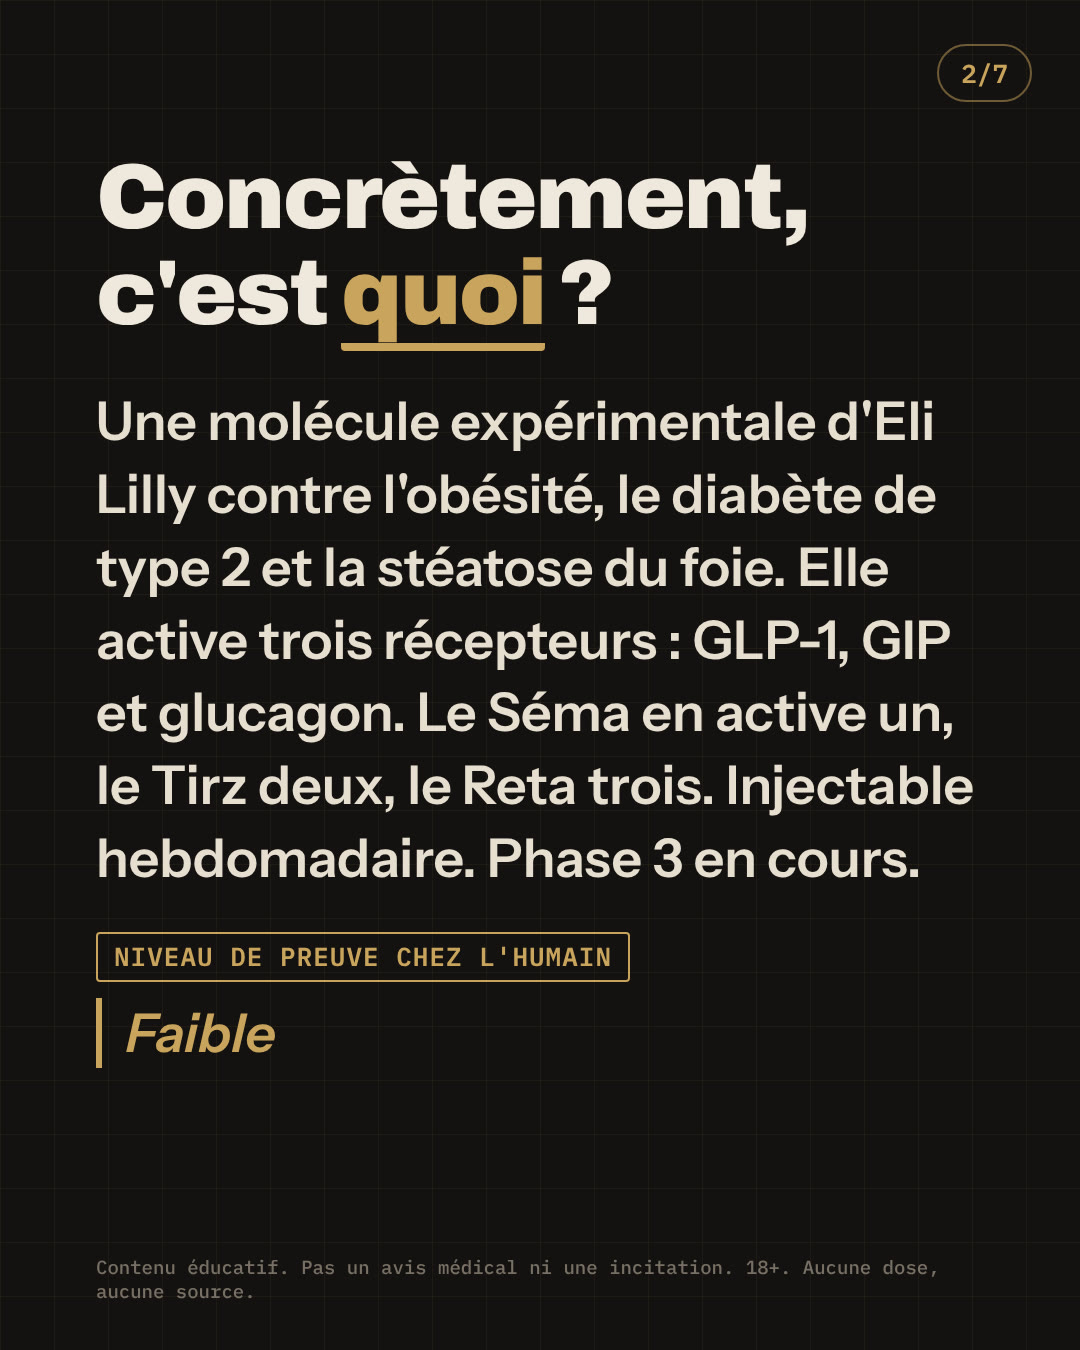 2/7
Concrètement,
c'est quoi ?
Une molécule expérimentale d'Eli
Lilly contre l'obésité, le diabète de
type 2 et la stéatose du foie. Elle
active trois récepteurs : GLP-1, GIP
et glucagon. Le Séma en active un,
le Tirz deux, le Reta trois. Injectable
hebdomadaire. Phase 3 en cours.
NIVEAU DE PREUVE CHEZ L'HUMAIN
Faible
Contenu éducatif. Pas un avis médical ni une incitation. 18+. Aucune dose,
aucune source.